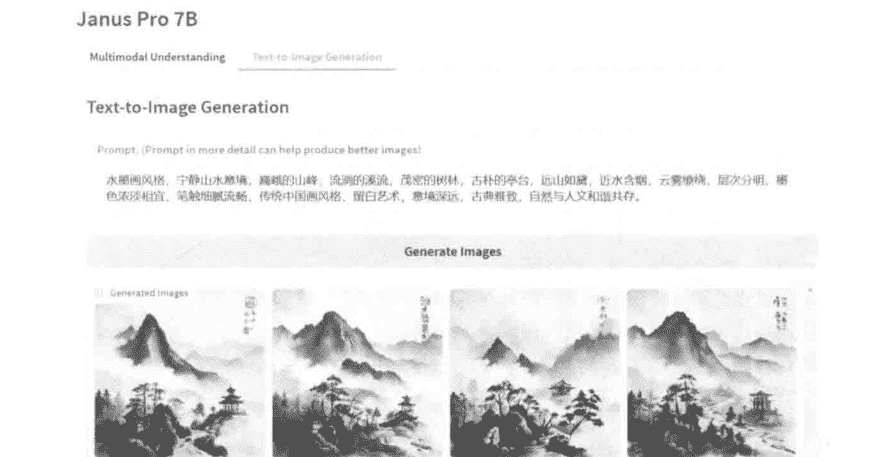 Janus Pro 7B
Multimodal Understanding
Text-to-Image Generation
Text-to-Image Generation
Prompt. (Prompt in more detail can help produce better images!
水墨画风格，宁静山水意境，巍峨的山峰，流淌的溪流，茂密的树林，古朴的亭台，远山如黛，近水含烟，云雾缭绕，层次分明，墨
色浓淡相宜，笔触细腻流畅，传统中国画风格，留白艺术，意境深远，古典雅致，自然与人文和谐共存。
Generate Images
Generated Images